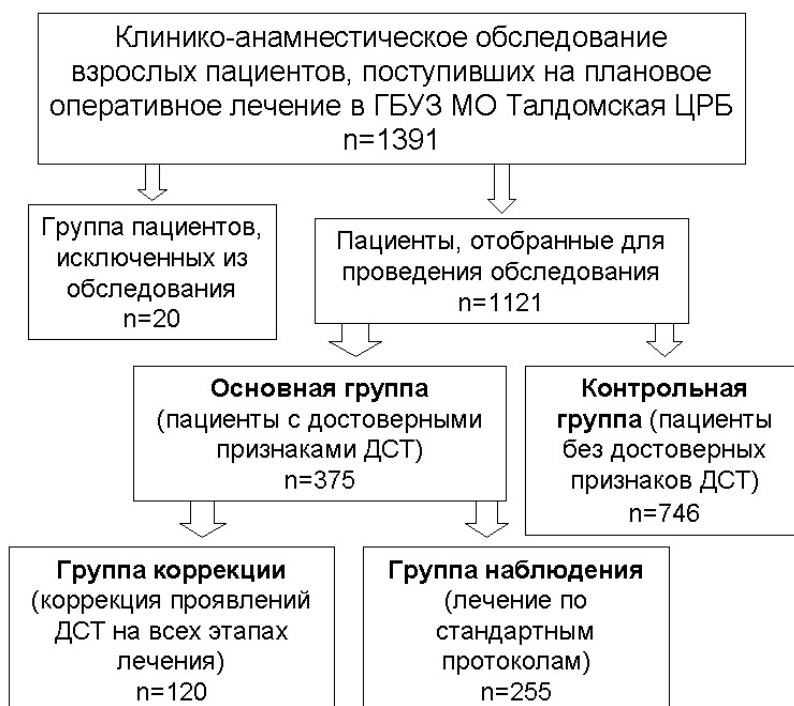 Клинико-анамнестическое обследование
взрослых пациентов, поступивших на плановое
оперативное лечение в ГБУЗ МО Талдомская ЦРБ
n=1391
Группа пациентов,
исключенных из
обследования
n=20
Пациенты, отобранные для
проведения обследования
n=1121
Основная группа
(пациенты с достоверными
признаками ДСТ)
n=375
Контрольная
группа (пациенты
без достоверных
признаков ДСТ)
n=746
Группа коррекции
(коррекция проявлений
ДСТ на всех этапах
лечения)
n=120
Группа наблюдения
(лечение по
стандартным
протоколам)
n=255